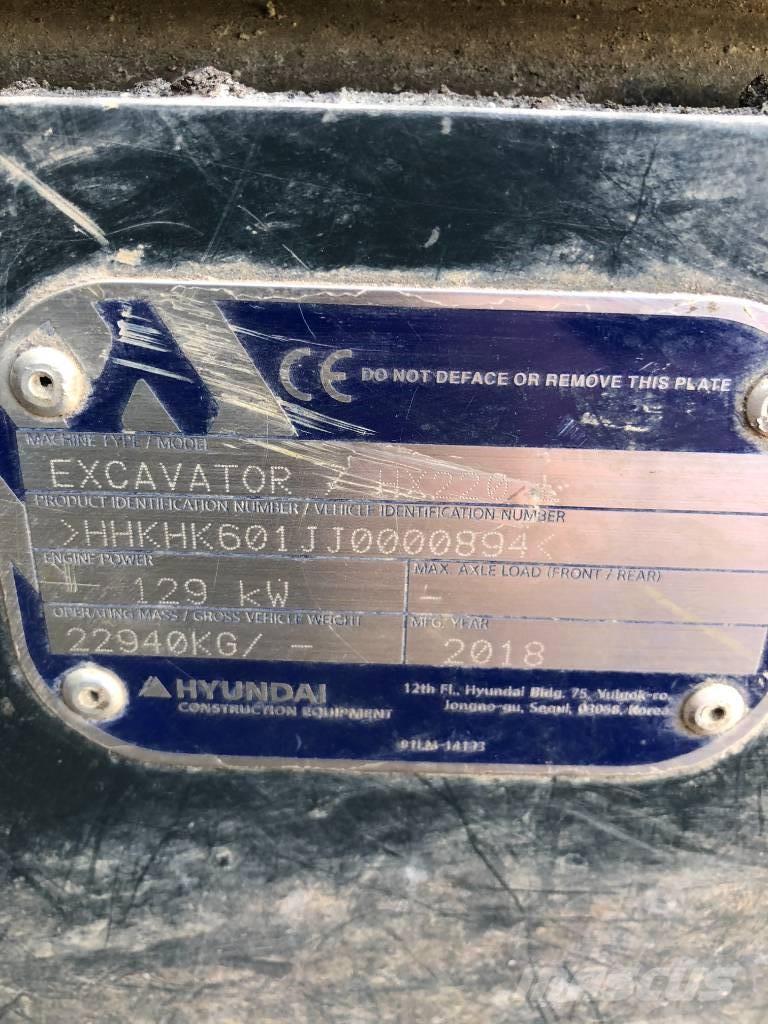 CE DO NOT DEFACE OR REMOVE THIS PLATE
MACHINE TYPE / MODEL
EXCAVATOR / HX220
PRODUCT IDENTIFICATION NUMBER / VEHICLE IDENTIFICATION NUMBER
>HHKHK601JJ0000894<
ENGINE POWER
129 kW
MAX. AXLE LOAD (FRONT / REAR)
-
OPERATING MASS / GROSS VEHICLE WEIGHT
22940KG/ -
MFG. YEAR
2018
HYUNDAI
CONSTRUCTION EQUIPMENT
12th Fl., Hyundai Bldg. 75, Yulgok-ro,
Jongno-gu, Seoul, 03058, Korea
mascus